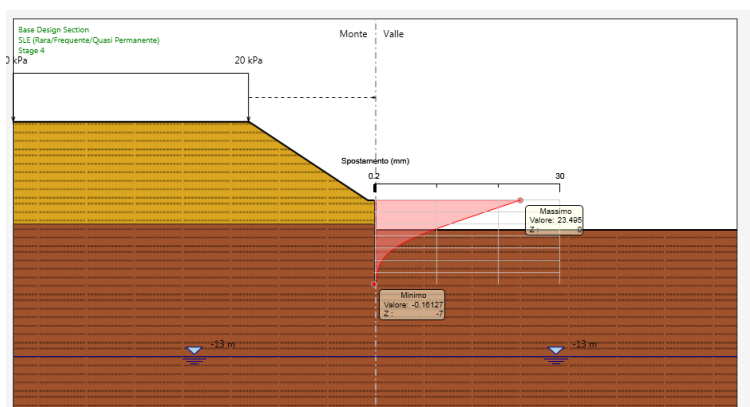 Base Design Section
SLE (Rara/Frequente/Quasi Permanente)
Stage 4
Monte
Valle
0 kPa
20 kPa
Spostamento (mm)
0.2
30
Massimo
Valore: 23.495
Z : 0
Minimo
Valore: -0.16127
Z : -7
-13 m
-13 m